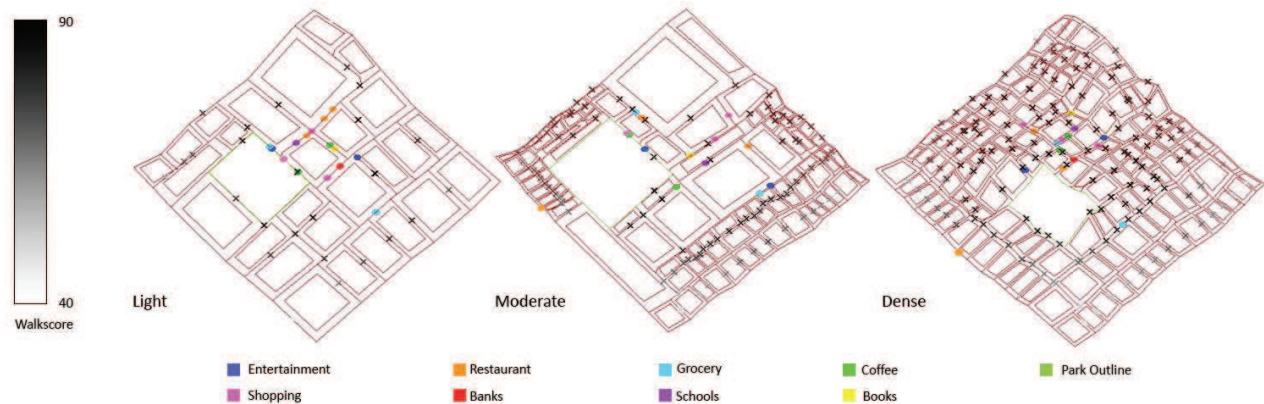 90
40
Walkscore
Light
Moderate
Dense
Entertainment
Restaurant
Grocery
Coffee
Park Outline
Shopping
Banks
Schools
Books